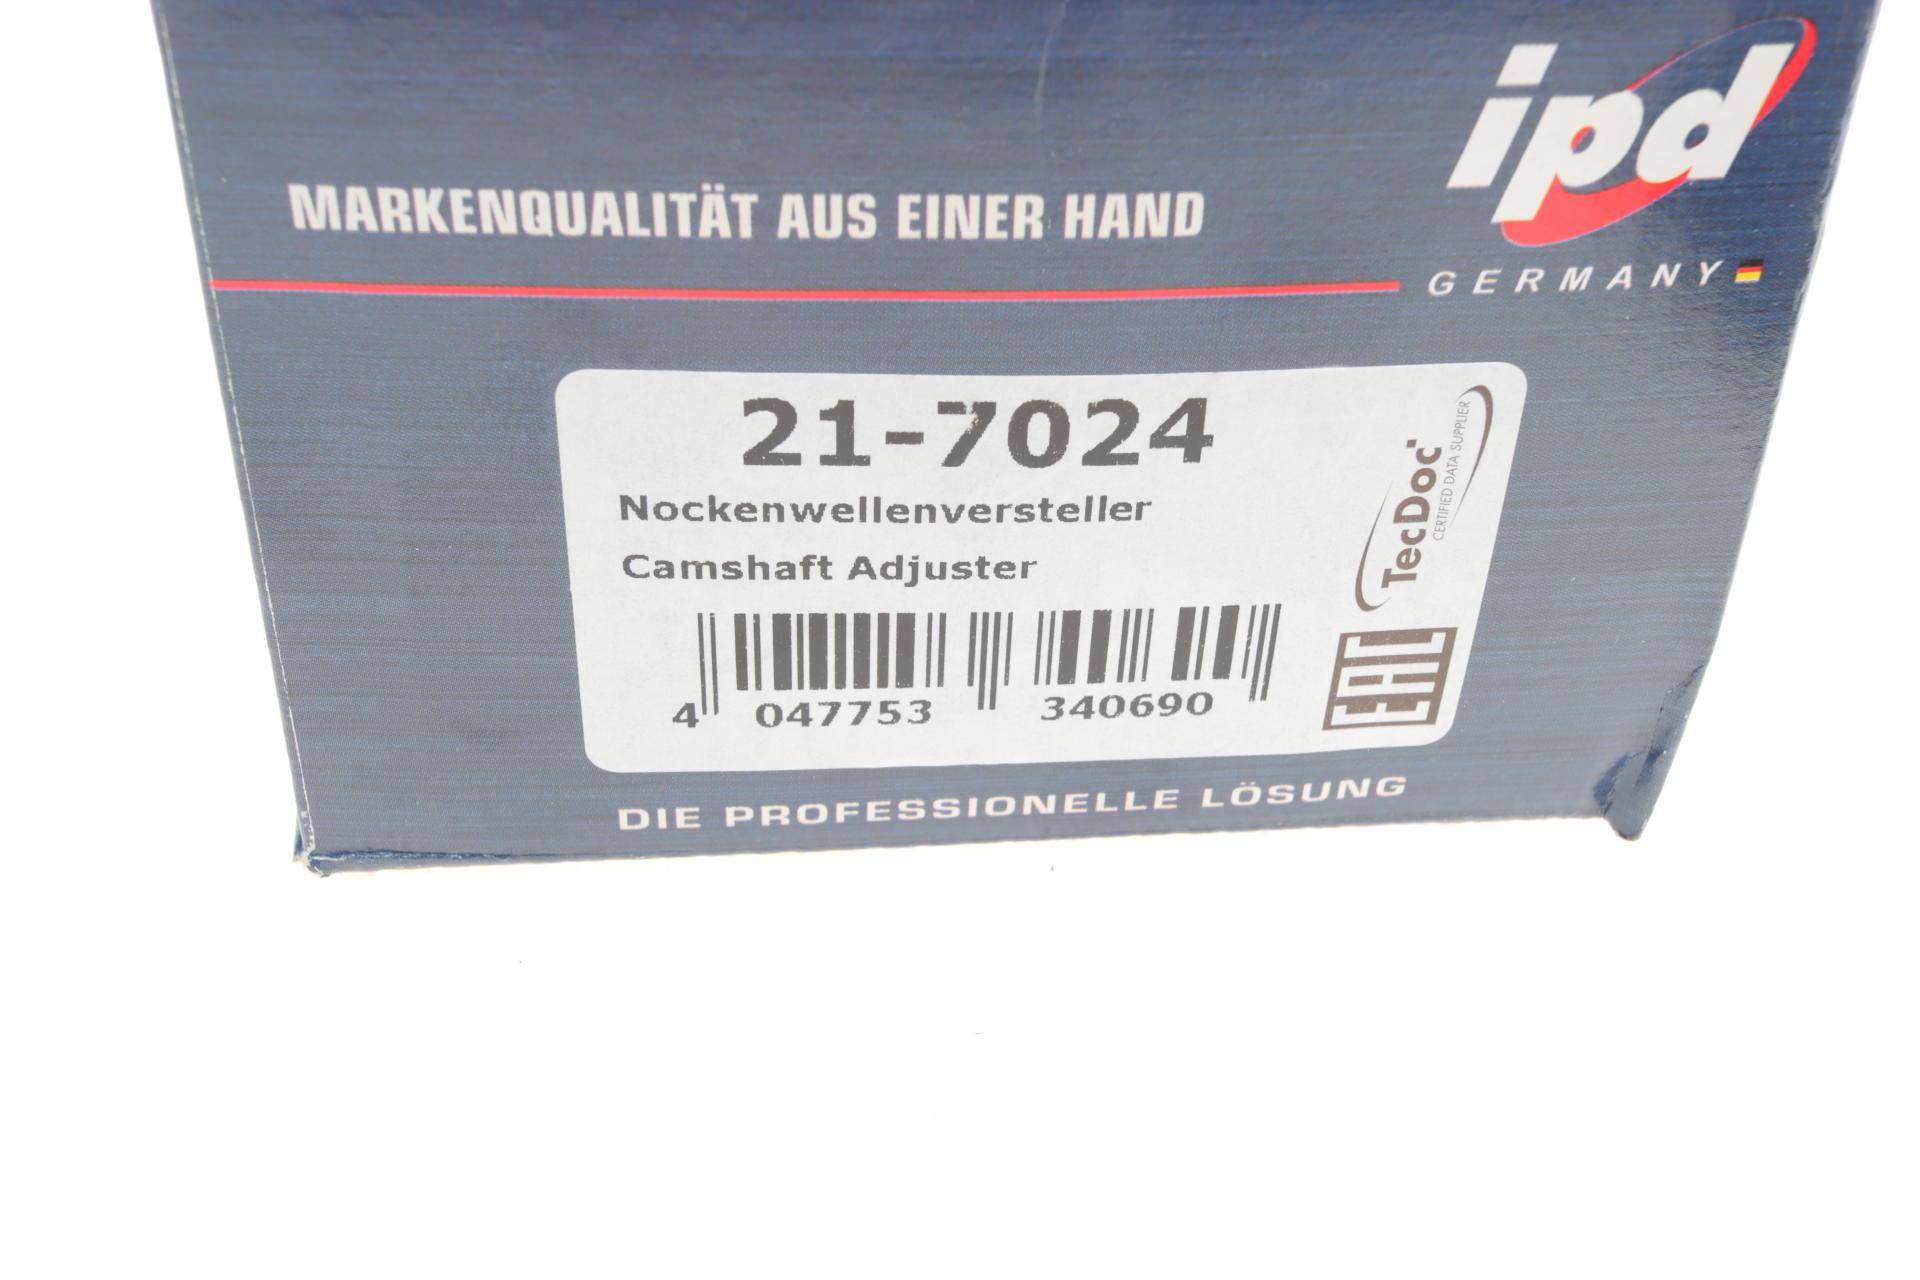 ipd
MARKENQUALITÄT AUS EINER HAND
GERMANY
21-7024
Nockenwellenversteller
Camshaft Adjuster
TecDoc
CERTIFIED DATA SUPPLIER
4 047753 340690
EAC
DIE PROFESSIONELLE LÖSUNG